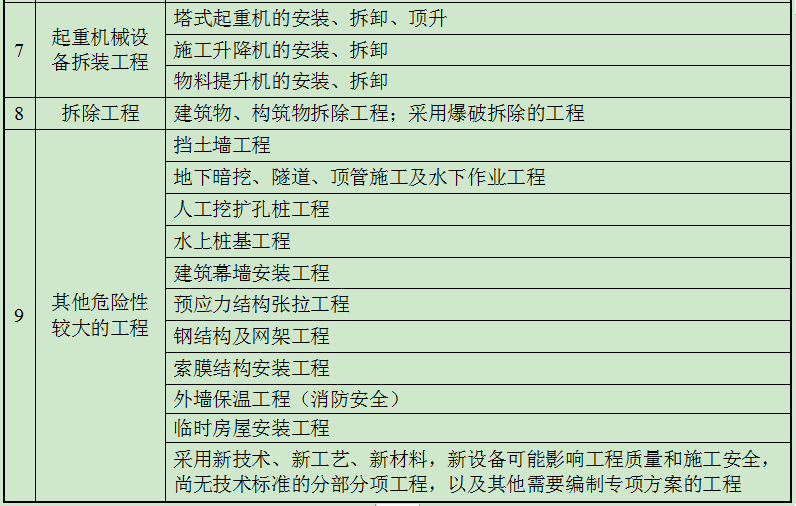 塔式起重机的安装、拆卸、顶升
7
起重机械设
备拆装工程
施工升降机的安装、拆卸
物料提升机的安装、拆卸
8
拆除工程
建筑物、构筑物拆除工程；采用爆破拆除的工程
9
其他危险性
较大的工程
挡土墙工程
地下暗挖、隧道、顶管施工及水下作业工程
人工挖扩孔桩工程
水上桩基工程
建筑幕墙安装工程
预应力结构张拉工程
钢结构及网架工程
索膜结构安装工程
外墙保温工程（消防安全）
临时房屋安装工程
采用新技术、新工艺、新材料，新设备可能影响工程质量和施工安全，
尚无技术标准的分部分项工程，以及其他需要编制专项方案的工程